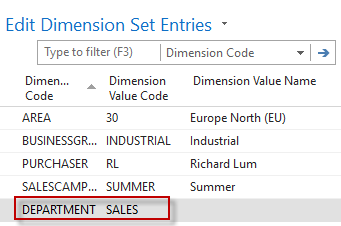 Edit Dimension Set Entries
Type to filter (F3) Dimension Code
Dimen... Code Dimension Value Code Dimension Value Name
AREA 30 Europe North (EU)
BUSINESSGR... INDUSTRIAL Industrial
PURCHASER RL Richard Lum
SALESCAMP... SUMMER Summer
DEPARTMENT SALES